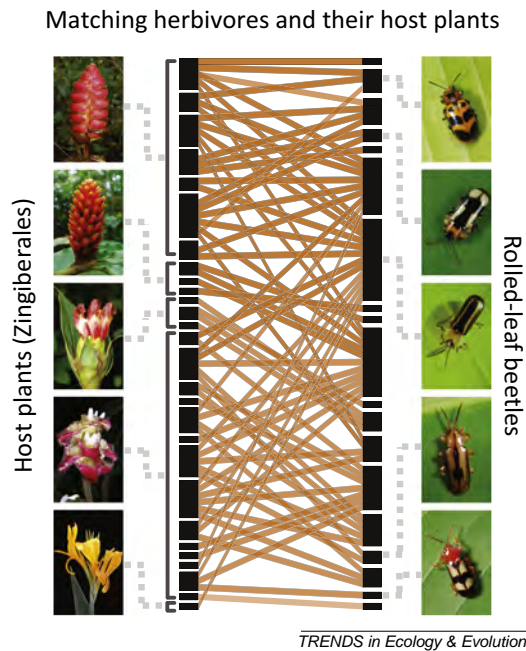 Matching herbivores and their host plants
Host plants (Zingiberales)
Rolled-leaf beetles
TRENDS in Ecology & Evolution